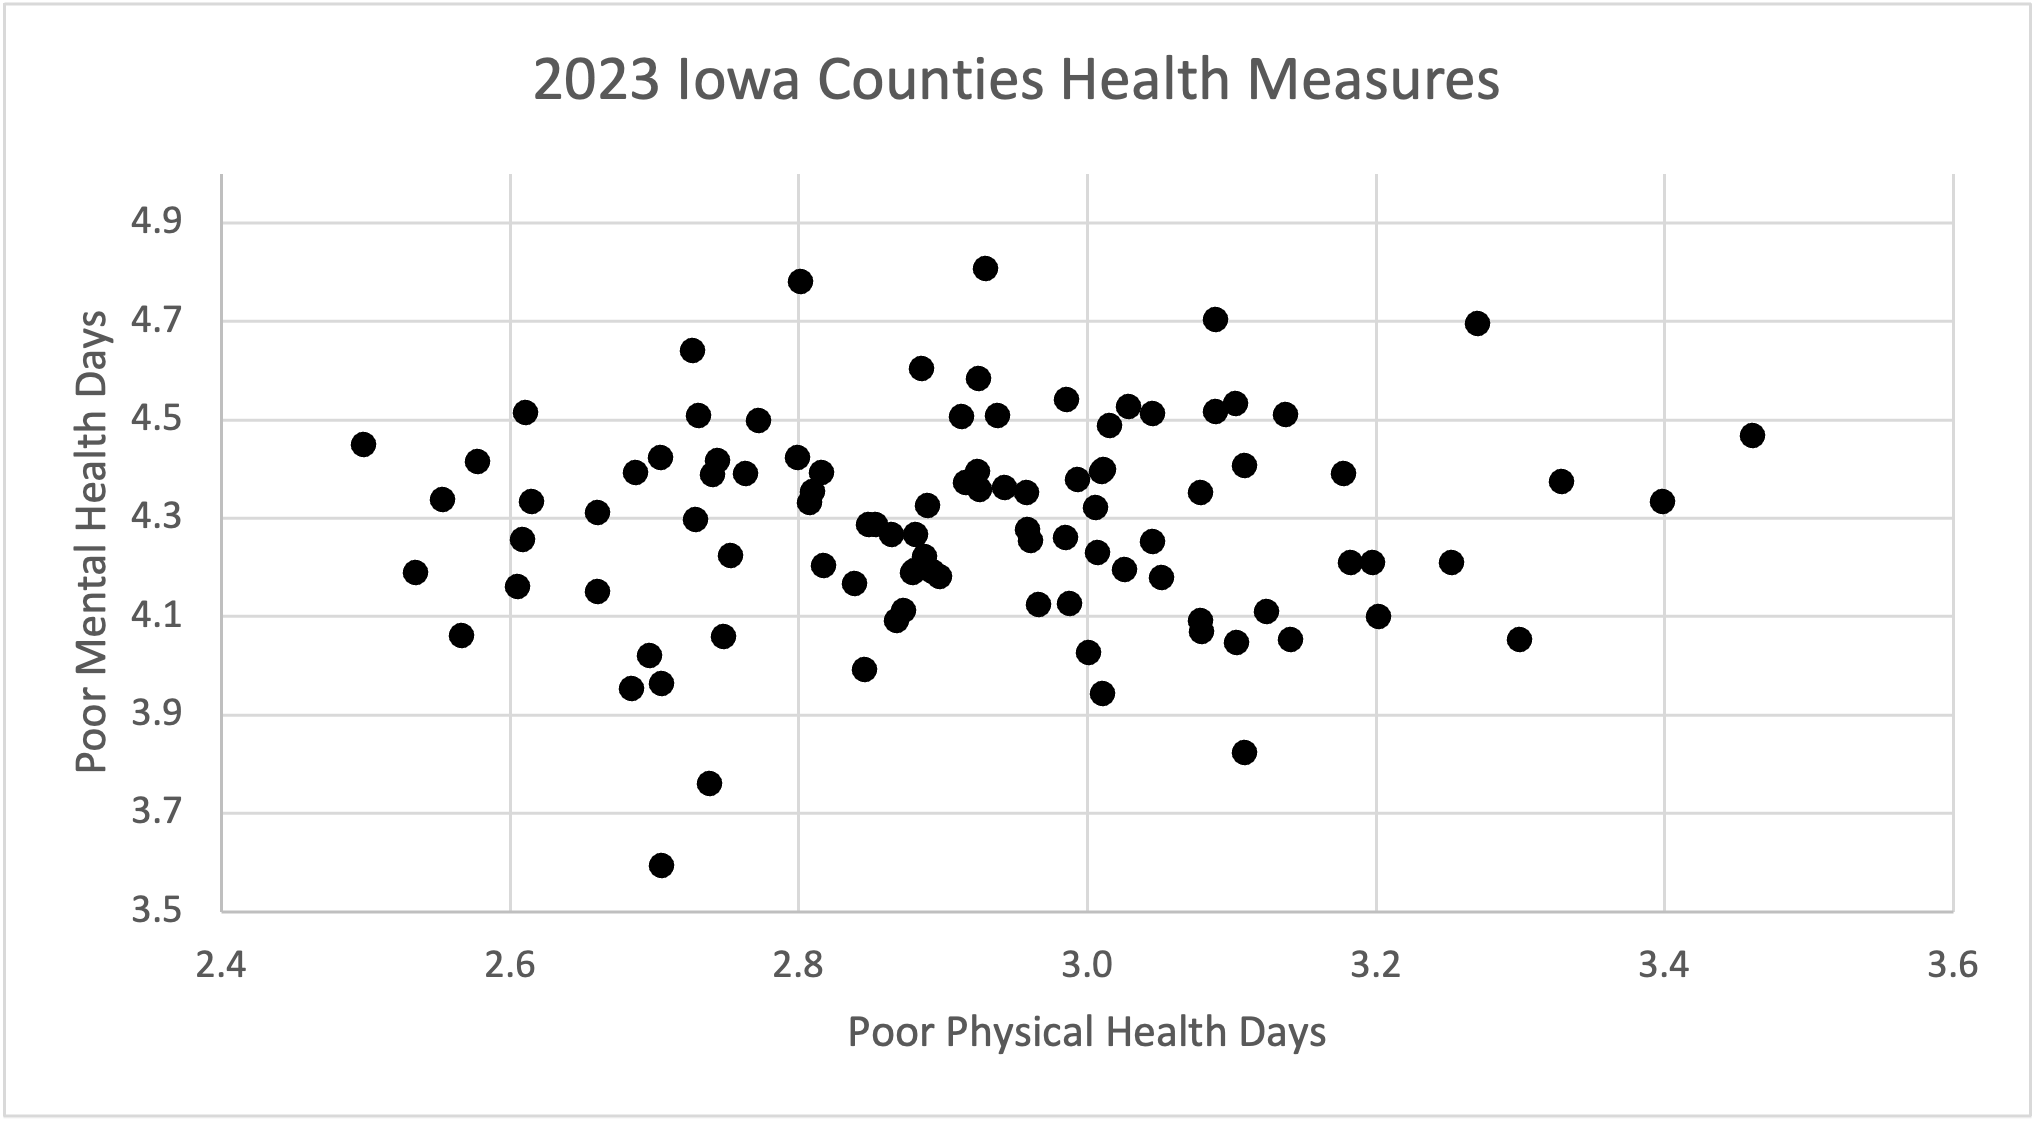 2023 Iowa Counties Health Measures
Poor Mental Health Days
4.9
4.7
4.5
4.3
4.1
3.9
3.7
3.5
2.4 2.6 2.8 3.0 3.2 3.4 3.6
Poor Physical Health Days